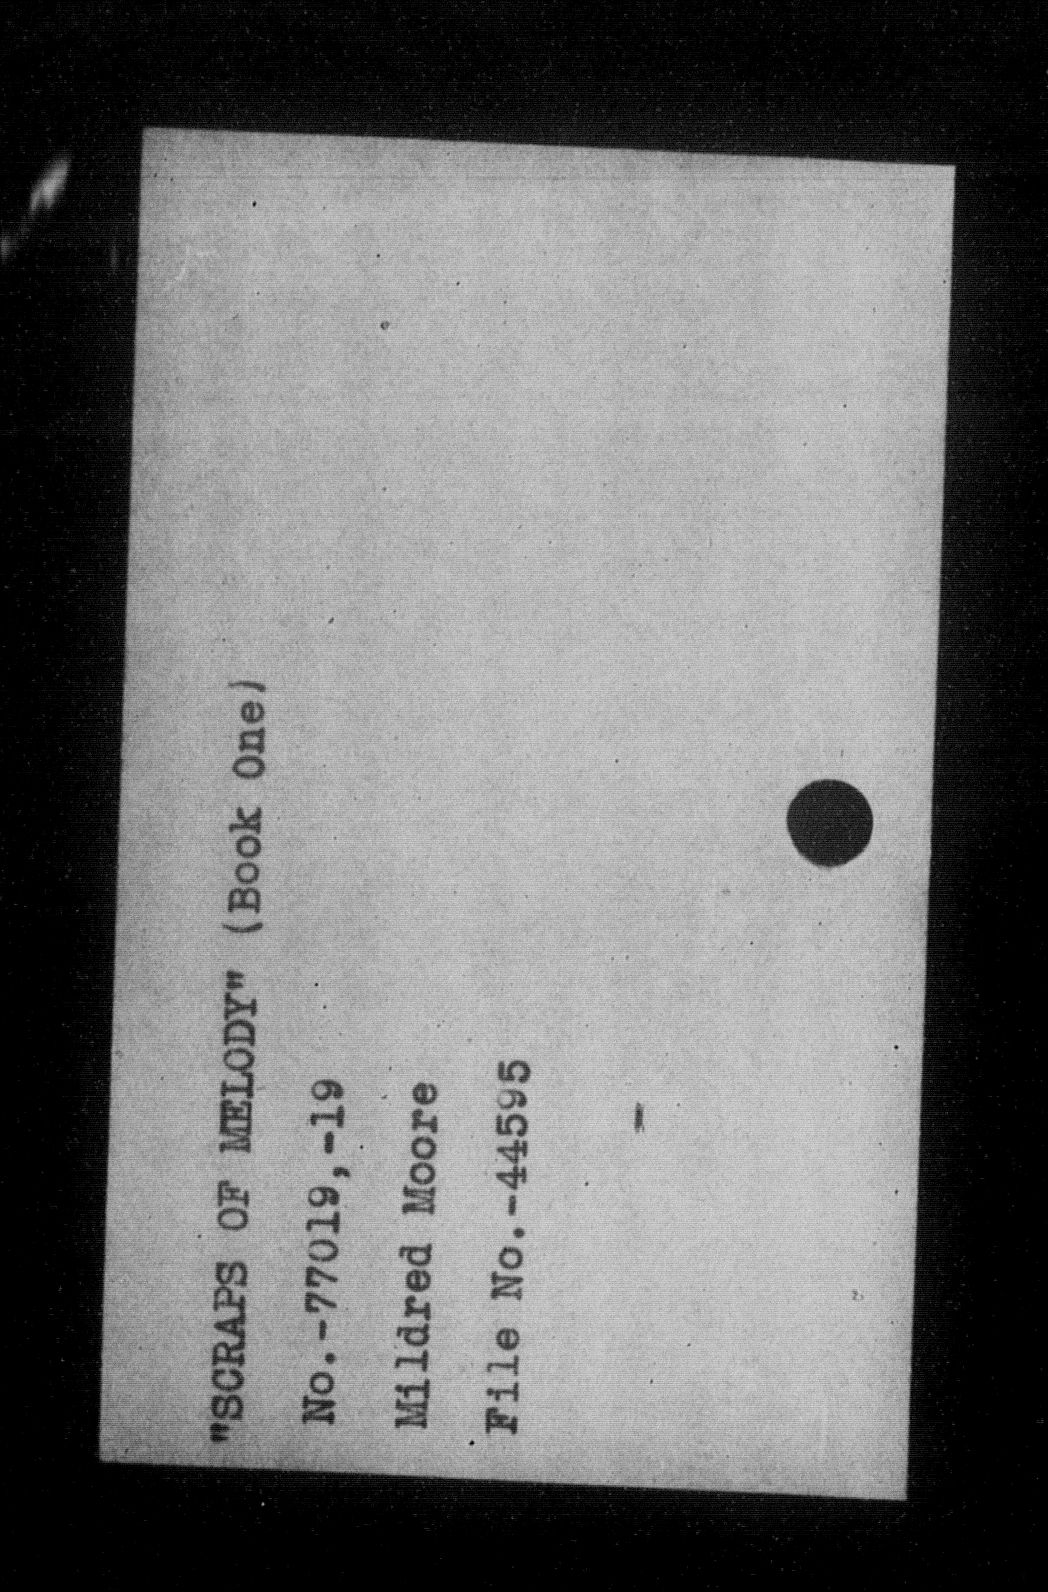 "SCRAPS OF MELODY" (Book One)
No.-77019,-19
Mildred Moore
File No.-44595